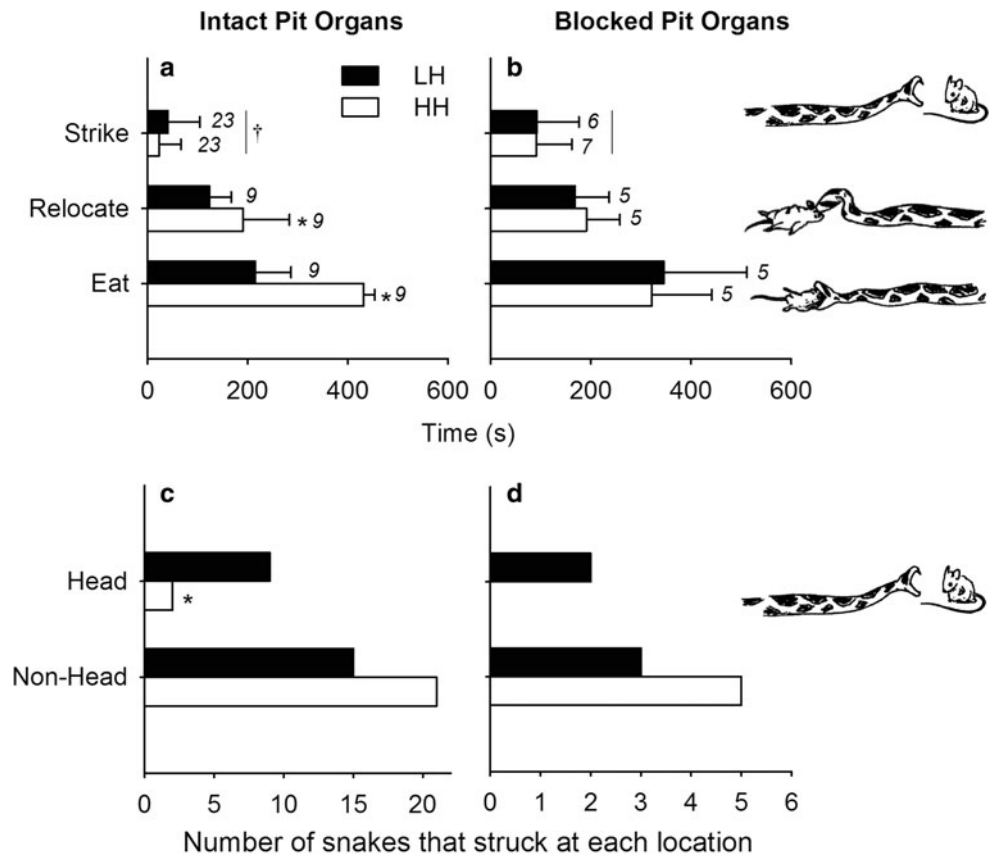 Intact Pit Organs
Blocked Pit Organs
a
LH
HH
Strike
23
23
†
Relocate
9
* 9
Eat
9
* 9
0 200 400 600
b
6
7
5
5
5
5
0 200 400 600
Time (s)
c
Head
*
Non-Head
0 5 10 15 20
d
0 1 2 3 4 5 6
Number of snakes that struck at each location